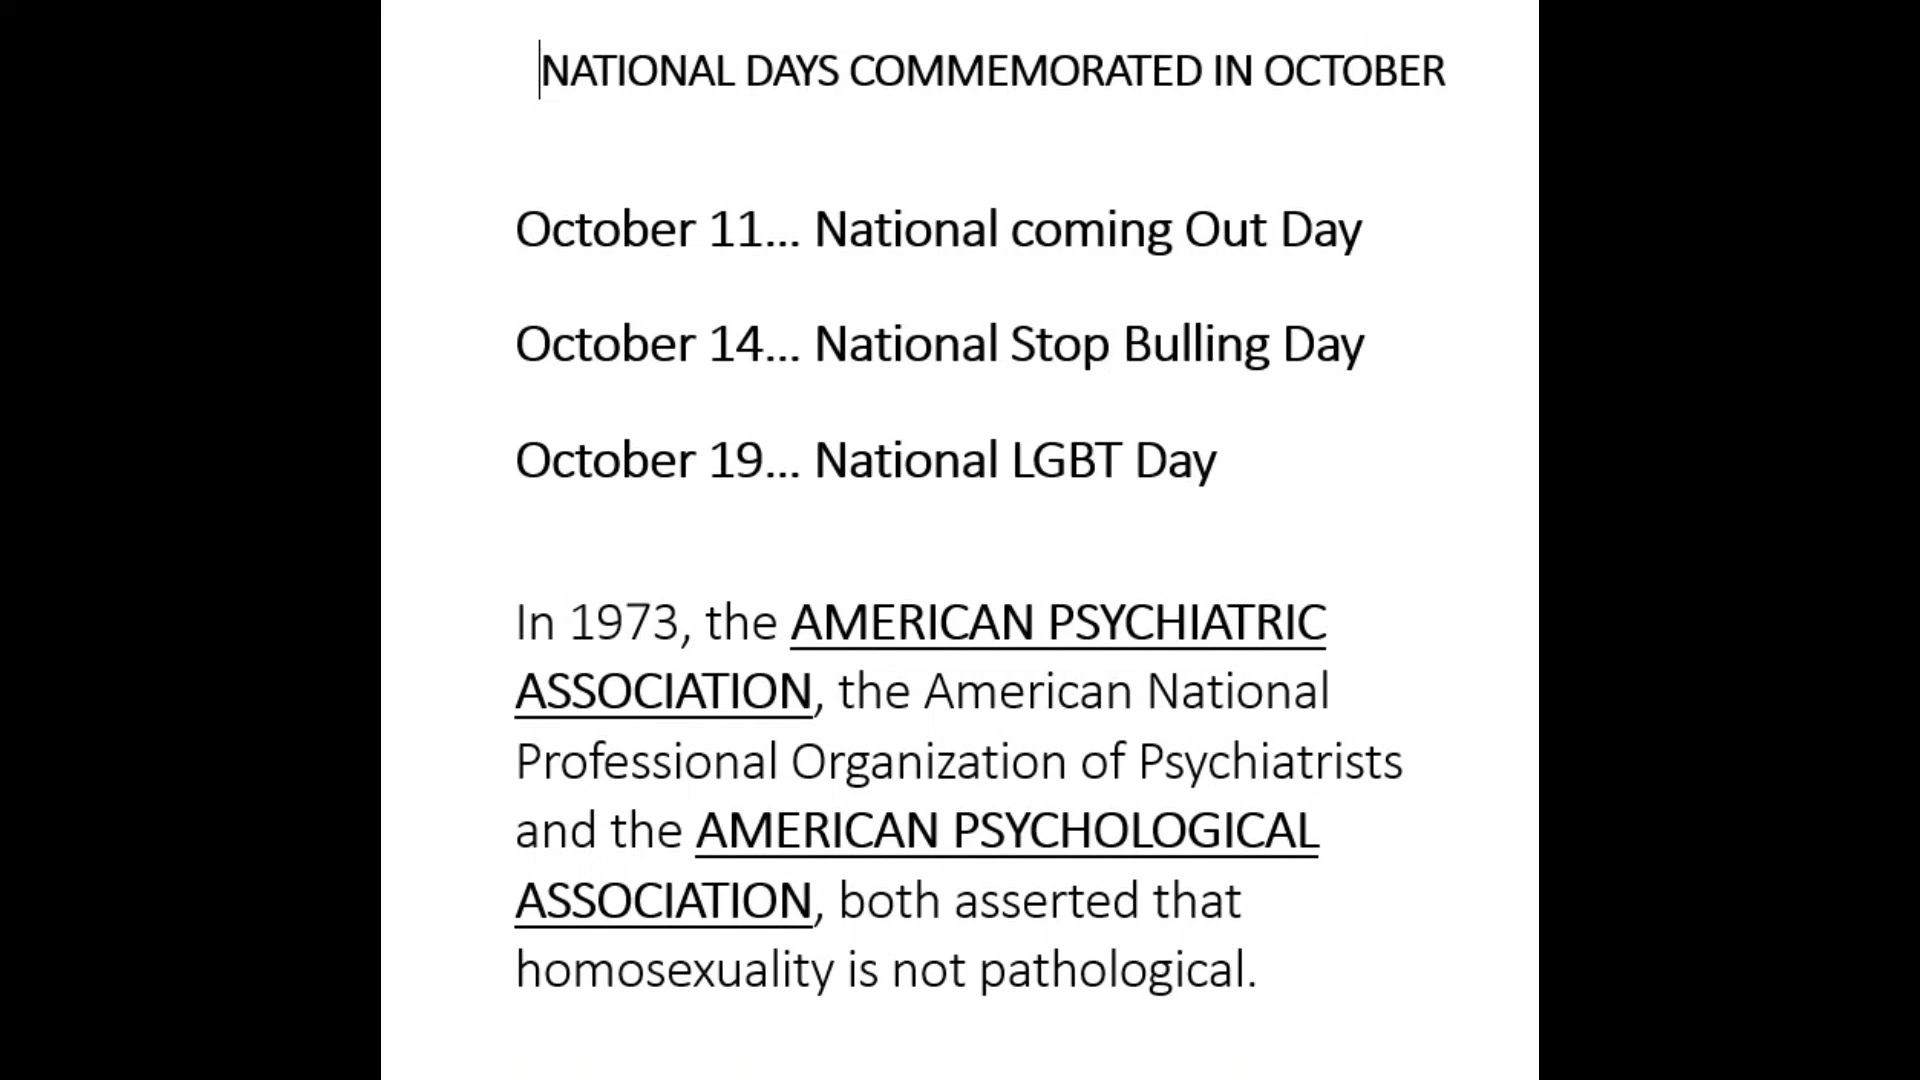 NATIONAL DAYS COMMEMORATED IN OCTOBER
October 11... National coming Out Day
October 14... National Stop Bulling Day
October 19... National LGBT Day
In 1973, the AMERICAN PSYCHIATRIC
ASSOCIATION, the American National
Professional Organization of Psychiatrists
and the AMERICAN PSYCHOLOGICAL
ASSOCIATION, both asserted that
homosexuality is not pathological.